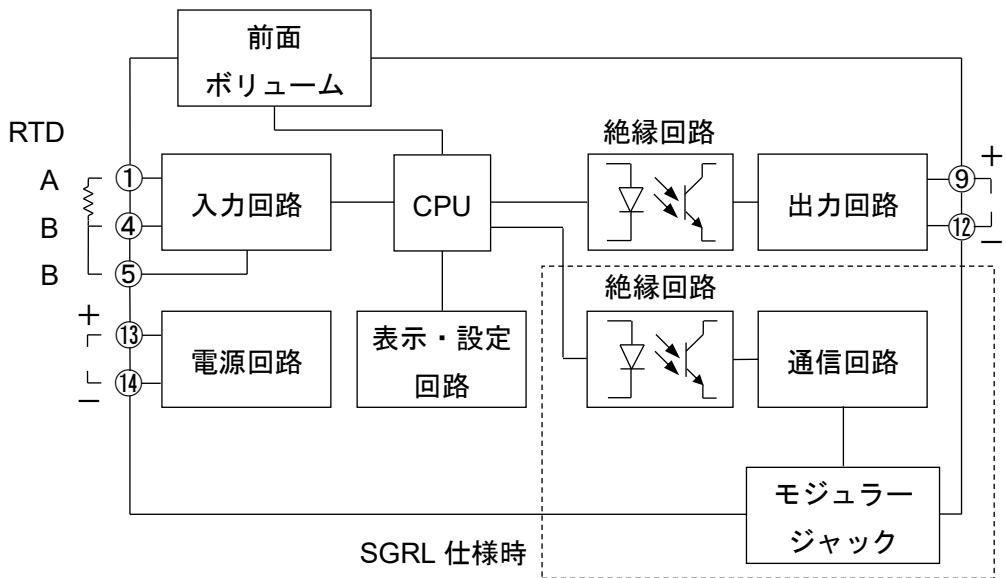 前面
ボリューム
RTD
絶縁回路
A
①
入力回路
CPU
出力回路
⑨
+
B
④
⑫
−
B
⑤
絶縁回路
+
⑬
電源回路
⑭
−
表示・設定
回路
通信回路
モジュラー
ジャック
SGRL 仕様時